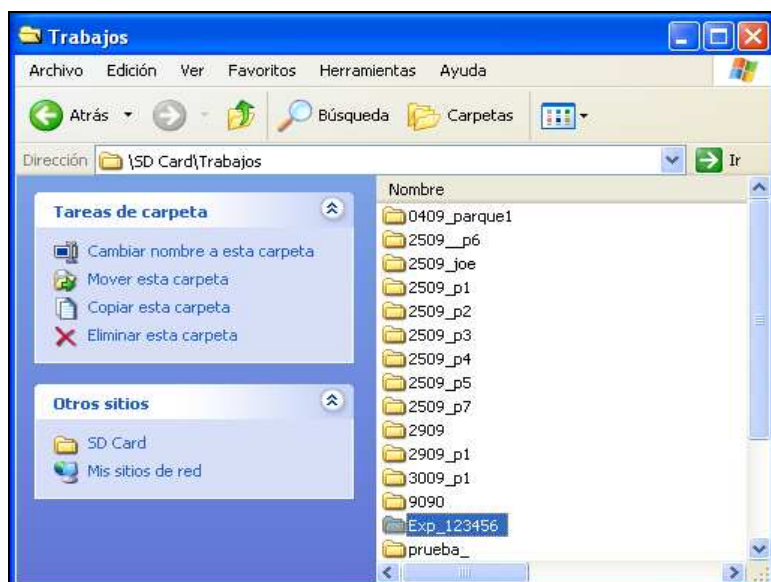 Trabajos
Archivo Edición Ver Favoritos Herramientas Ayuda
Atrás Búsqueda Carpetas
Dirección \SD Card\Trabajos Ir
Tareas de carpeta
Cambiar nombre a esta carpeta
Mover esta carpeta
Copiar esta carpeta
Eliminar esta carpeta
Otros sitios
SD Card
Mis sitios de red
Nombre
0409_parque1
2509__p6
2509_joe
2509_p1
2509_p2
2509_p3
2509_p4
2509_p5
2509_p7
2909
2909_p1
3009_p1
9090
Exp_123456
prueba_